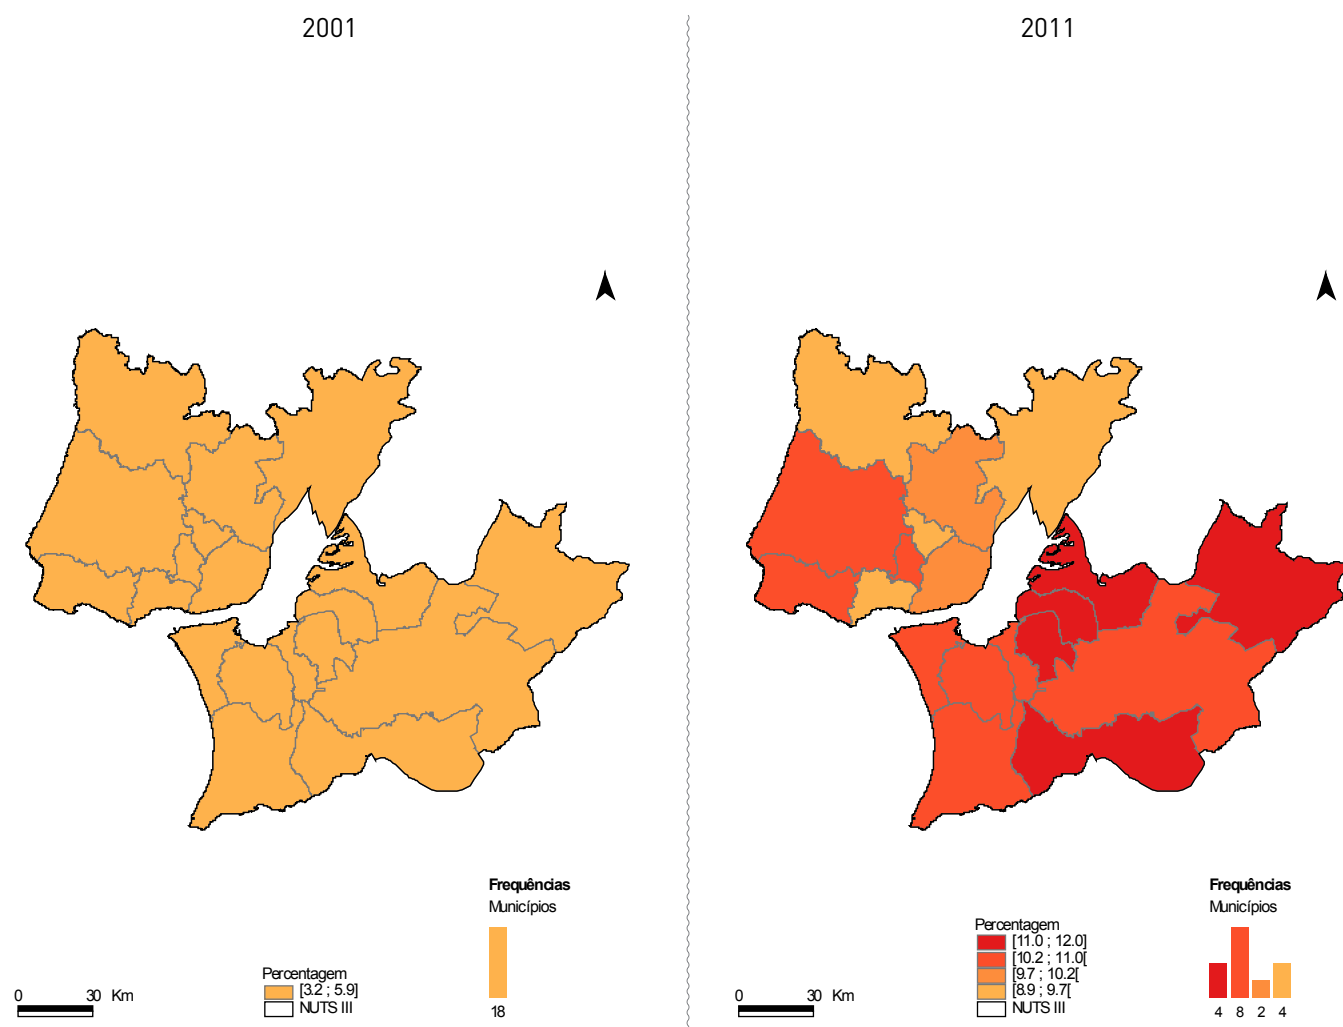 2001
2011
Frequências
Municípios
18
Percentagem
[3.2 ; 5.9]
NUTS III
0 30 Km
Frequências
Municípios
4 8 2 4
Percentagem
[11.0 ; 12.0]
[10.2 ; 11.0[
[9.7 ; 10.2[
[8.9 ; 9.7[
NUTS III
0 30 Km